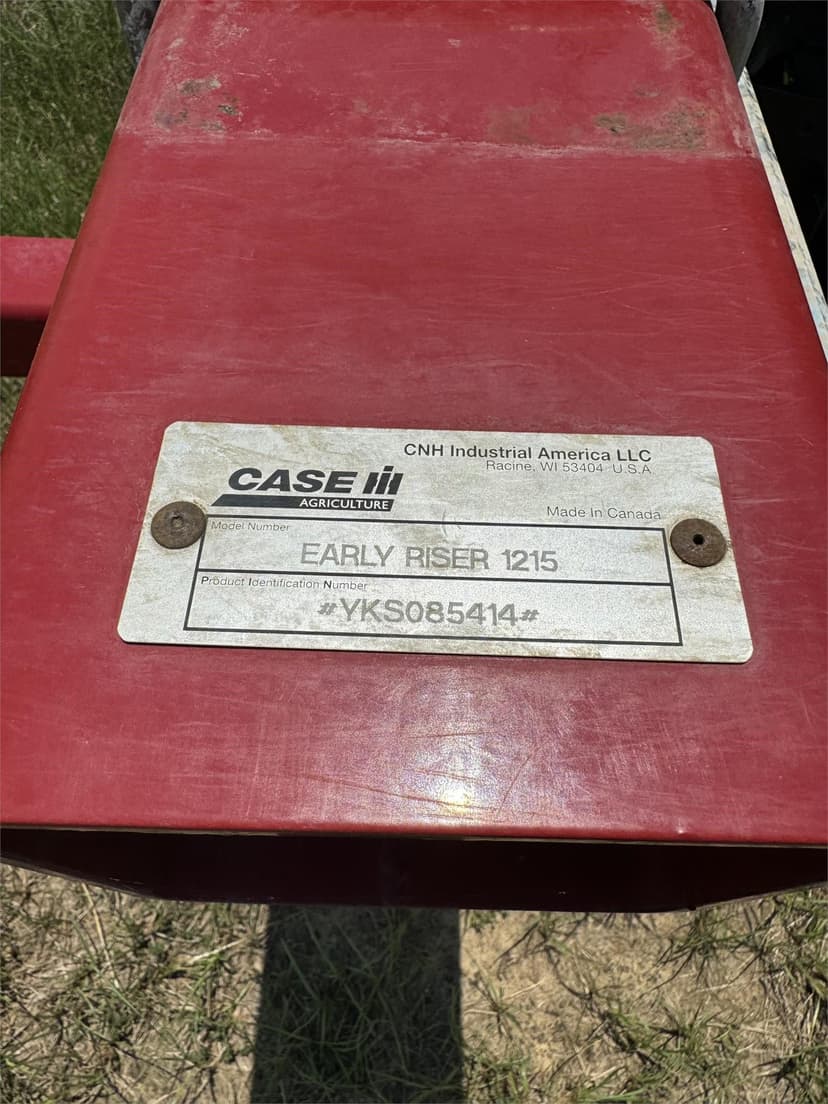 CNH Industrial America LLC
Racine, WI 53404 U.S.A.
CASE IH
AGRICULTURE
Made In Canada
Model Number
EARLY RISER 1215
Product Identification Number
#YKS085414#